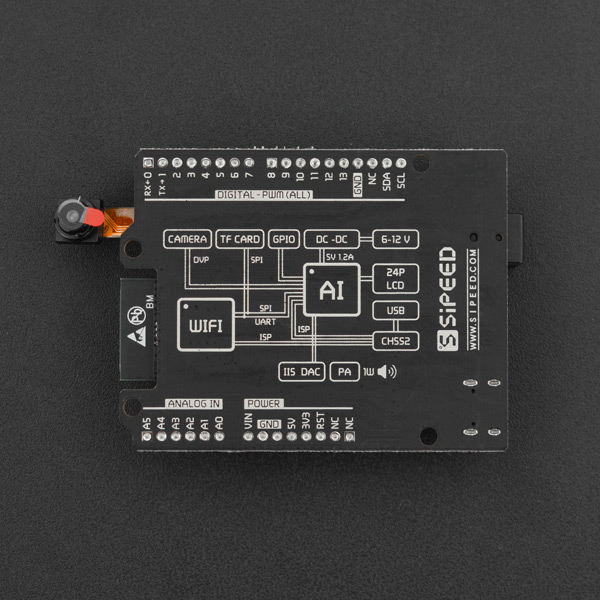 RX←0 TX→1 2 3 4 5 6 7 8 9 10 11 12 13 GND NC SDA SCL
DIGITAL - PWM (ALL)
CAMERA TF CARD GPIO DC -DC 6-12 V
DVP SPI 5V 1.2A
AI
24P
LCD
WIFI
SPI
UART
ISP
ISP
USB
CH552
IIS DAC PA 1W
BM
Pb
SiPEED
WWW.SIPEED.COM
ANALOG IN POWER
A5 A4 A3 A2 A1 A0 VIN GND 5V 3V3 RST NC NC